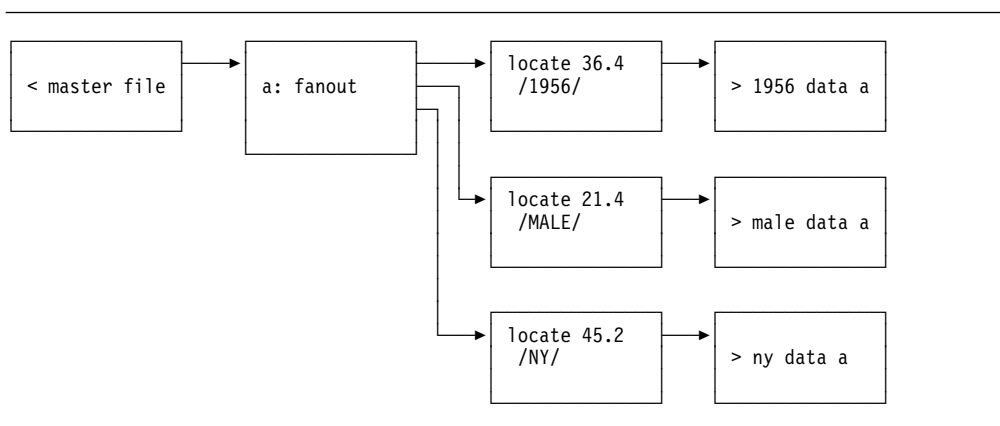 < master file
a: fanout
locate 36.4
/1956/
> 1956 data a
locate 21.4
/MALE/
> male data a
locate 45.2
/NY/
> ny data a